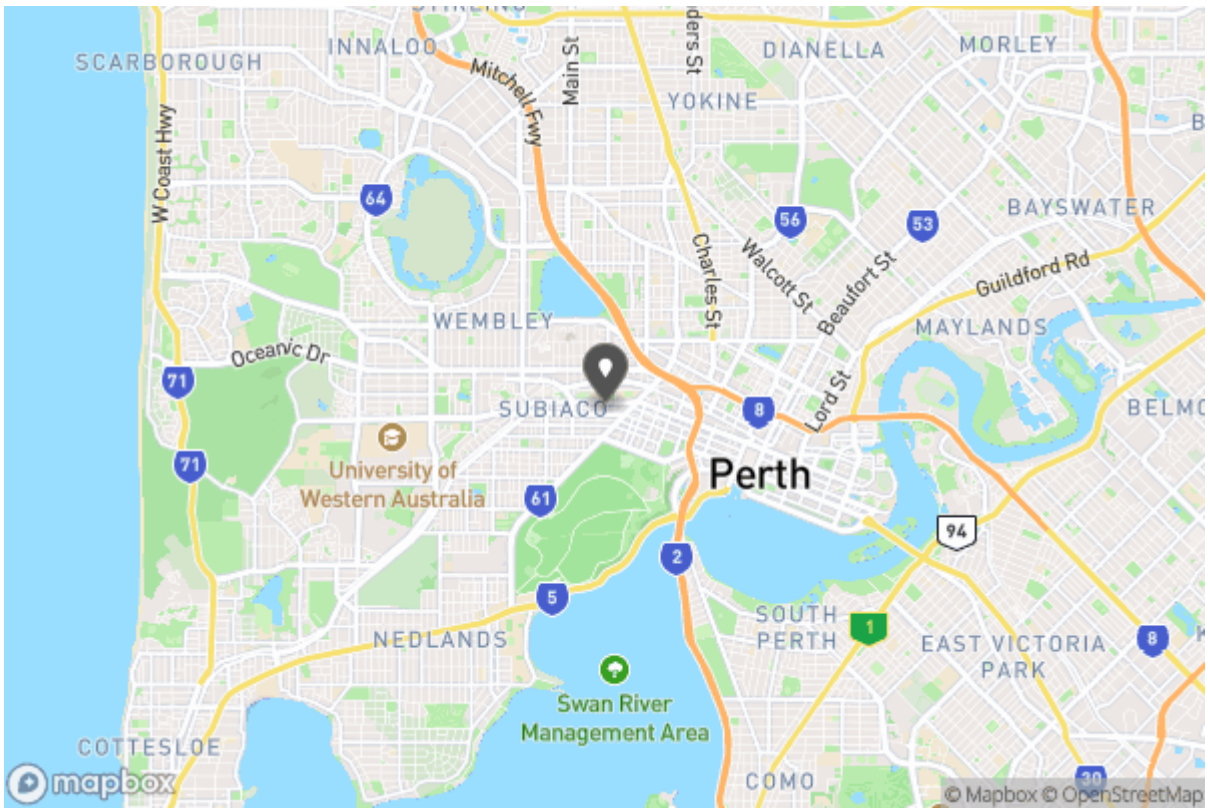 STIRLING
INNALOO
SCARBOROUGH
Main St
Mitchell Fwy
DIANELLA
MORLEY
YOKINE
W Coast Hwy
64
56
53
BAYSWATER
Charles St
Walcott St
Beaufort St
Guildford Rd
WEMBLEY
MAYLANDS
Oceanic Dr
71
SUBIACO
8
Lord St
BELMO
University of
Western Australia
71
Perth
61
94
2
5
SOUTH
PERTH
1
EAST VICTORIA
PARK
8
K
NEDLANDS
Swan River
Management Area
COTTESLOE
COMO
30
mapbox
© Mapbox © OpenStreetMap